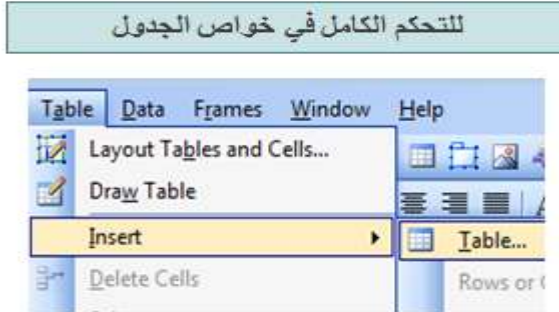 للتحكم الكامل في خواص الجدول
Table Data Frames Window Help
Layout Tables and Cells...
Draw Table
Insert Table...
Delete Cells Rows or